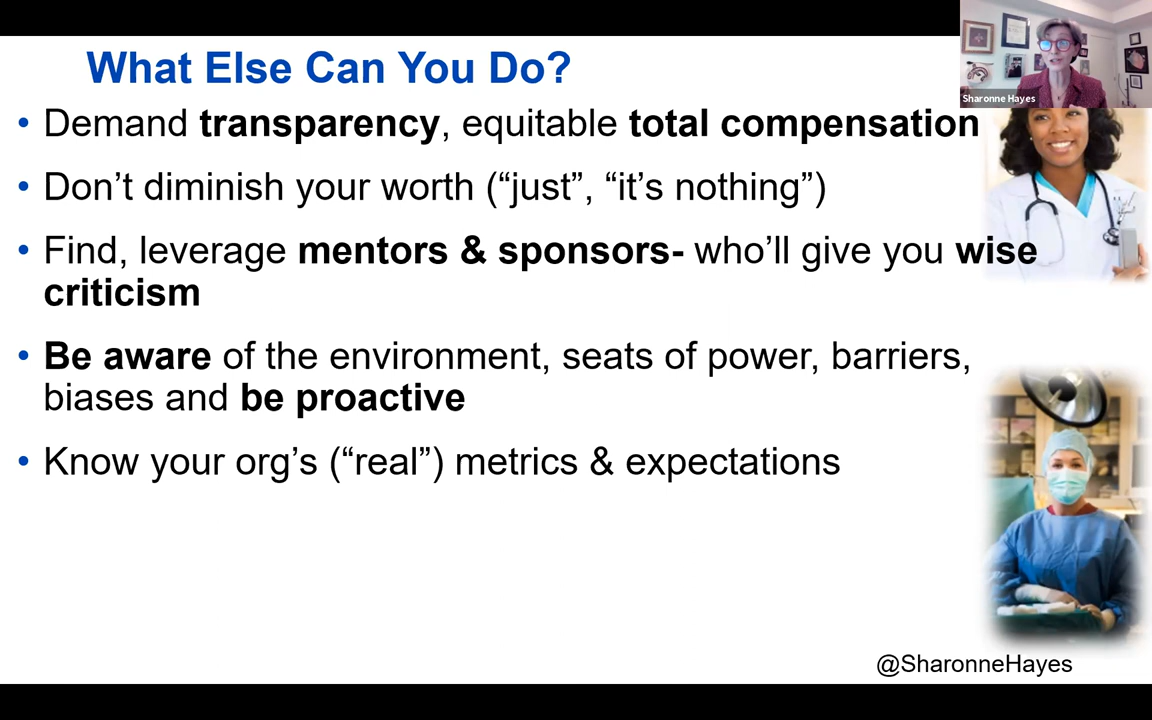 What Else Can You Do?
Sharonne Hayes
• Demand transparency, equitable total compensation
• Don’t diminish your worth (“just”, “it’s nothing”)
• Find, leverage mentors & sponsors- who’ll give you wise
criticism
• Be aware of the environment, seats of power, barriers,
biases and be proactive
• Know your org’s (“real”) metrics & expectations
@SharonneHayes